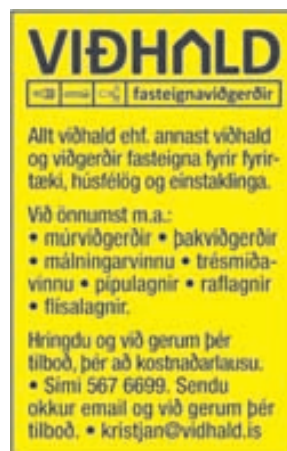 VIÐHALD
fasteignaviðgerðir
Allt viðhald ehf. annast viðhald
og viðgerðir fasteigna fyrir fyrir-
tæki, húsfélög og einstaklinga.
Við önnumst m.a.:
• múrviðgerðir • þakviðgerðir
• málningarvinnu • trésmíða-
vinnu • pípulagnir • raflagnir
• flísalagnir.
Hringdu og við gerum þér
tilboð, þér að kostnaðarlausu.
• Sími 567 6699. Sendu
okkur email og við gerum þér
tilboð. • kristjan@vidhald.is